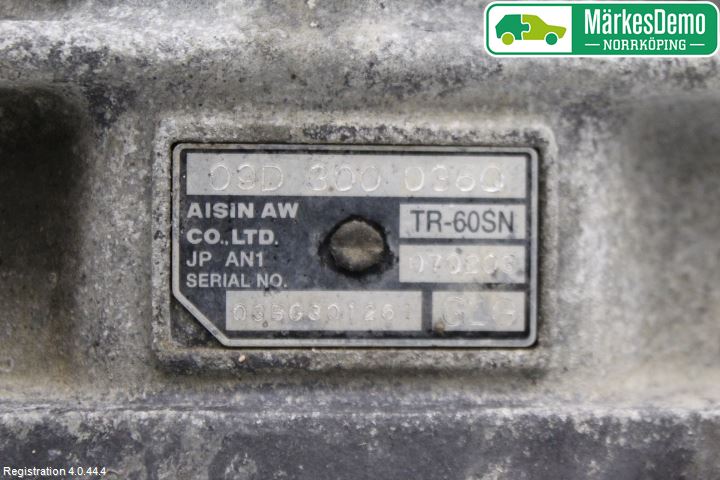 MärkesDemo
NORRKÖPING
09D 300 036Q
AISIN AW
CO.,LTD.
TR-60SN
JP AN1
SERIAL NO.
Registration 4.0.44.4